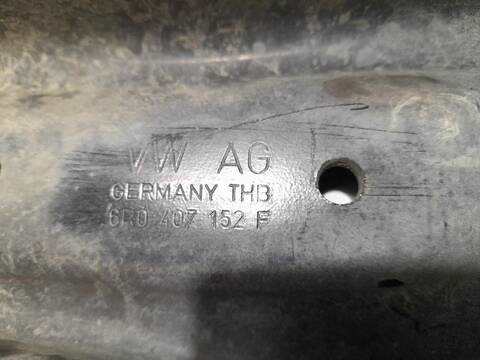 VW AG
GERMANY THB
6R0 407 152 F